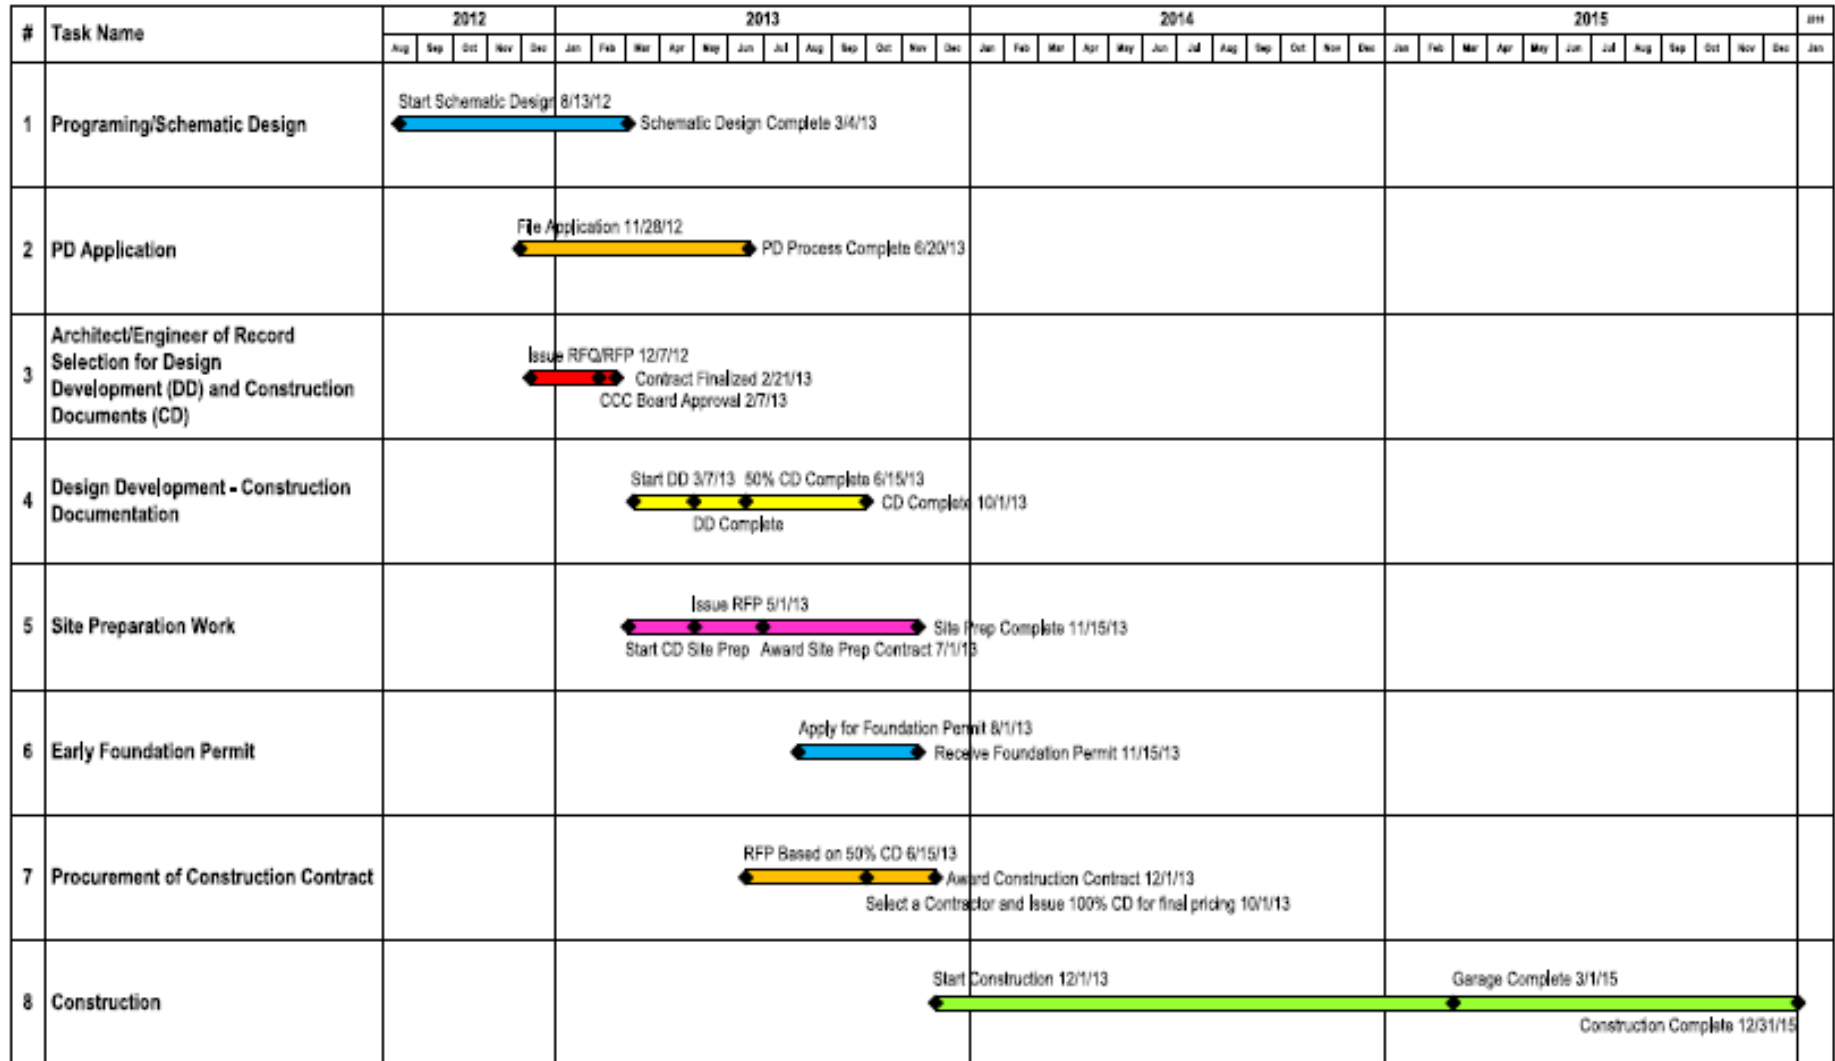 # Task Name 2012 2013 2014 2015 2016
Aug Sep Oct Nov Dec Jan Feb Mar Apr May Jun Jul Aug Sep Oct Nov Dec Jan Feb Mar Apr May Jun Jul Aug Sep Oct Nov Dec Jan Feb Mar Apr May Jun Jul Aug Sep Oct Nov Dec Jan
Start Schematic Design 8/13/12
1 Programing/Schematic Design Schematic Design Complete 3/4/13
File Application 11/28/12
2 PD Application PD Process Complete 6/20/13
Architect/Engineer of Record
Selection for Design
Development (DD) and Construction
Documents (CD)
3
Issue RFQ/RFP 12/7/12
Contract Finalized 2/21/13
CCC Board Approval 2/7/13
Design Development - Construction
Documentation
4
Start DD 3/7/13 50% CD Complete 6/15/13
CD Complete 10/1/13
DD Complete
Issue RFP 5/1/13
5 Site Preparation Work Site Prep Complete 11/15/13
Start CD Site Prep Award Site Prep Contract 7/1/13
Apply for Foundation Permit 8/1/13
6 Early Foundation Permit Receive Foundation Permit 11/15/13
RFP Based on 50% CD 6/15/13
7 Procurement of Construction Contract Award Construction Contract 12/1/13
Select a Contractor and Issue 100% CD for final pricing 10/1/13
Start Construction 12/1/13 Garage Complete 3/1/15
8 Construction
Construction Complete 12/31/15